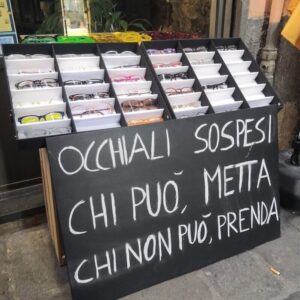 OCCHIALI SOSPESI
CHI PUÒ, METTA
CHI NON PUÒ, PRENDA